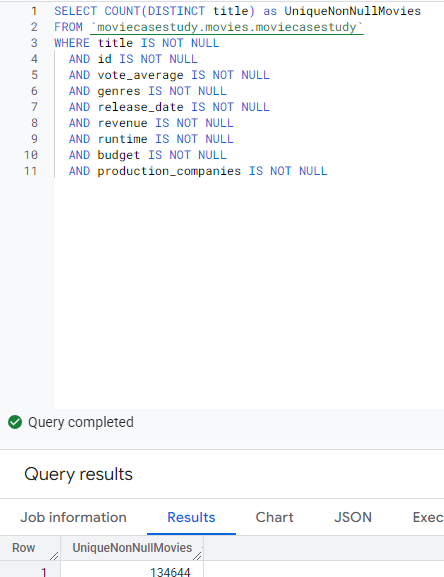 1 SELECT COUNT(DISTINCT title) as UniqueNonNullMovies
2 FROM `moviecasestudy.movies.moviecasestudy`
3 WHERE title IS NOT NULL
4 AND id IS NOT NULL
5 AND vote_average IS NOT NULL
6 AND genres IS NOT NULL
7 AND release_date IS NOT NULL
8 AND revenue IS NOT NULL
9 AND runtime IS NOT NULL
10 AND budget IS NOT NULL
11 AND production_companies IS NOT NULL
Query completed
Query results
Job information Results Chart JSON Exec
Row UniqueNonNullMovies
1 134644